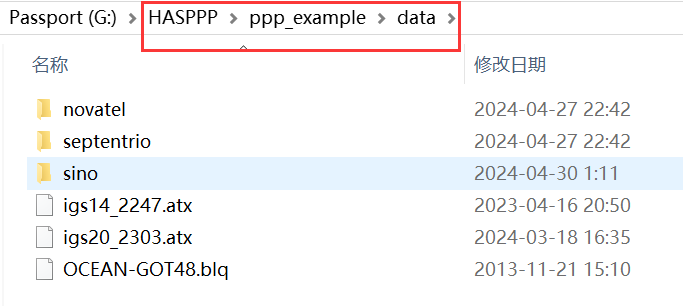 Passport (G:) > HASPPP > ppp_example > data >
名称 修改日期
novatel 2024-04-27 22:42
septentrio 2024-04-27 22:42
sino 2024-04-30 1:11
igs14_2247.atx 2023-04-16 20:50
igs20_2303.atx 2024-03-18 16:35
OCEAN-GOT48.blq 2013-11-21 15:10